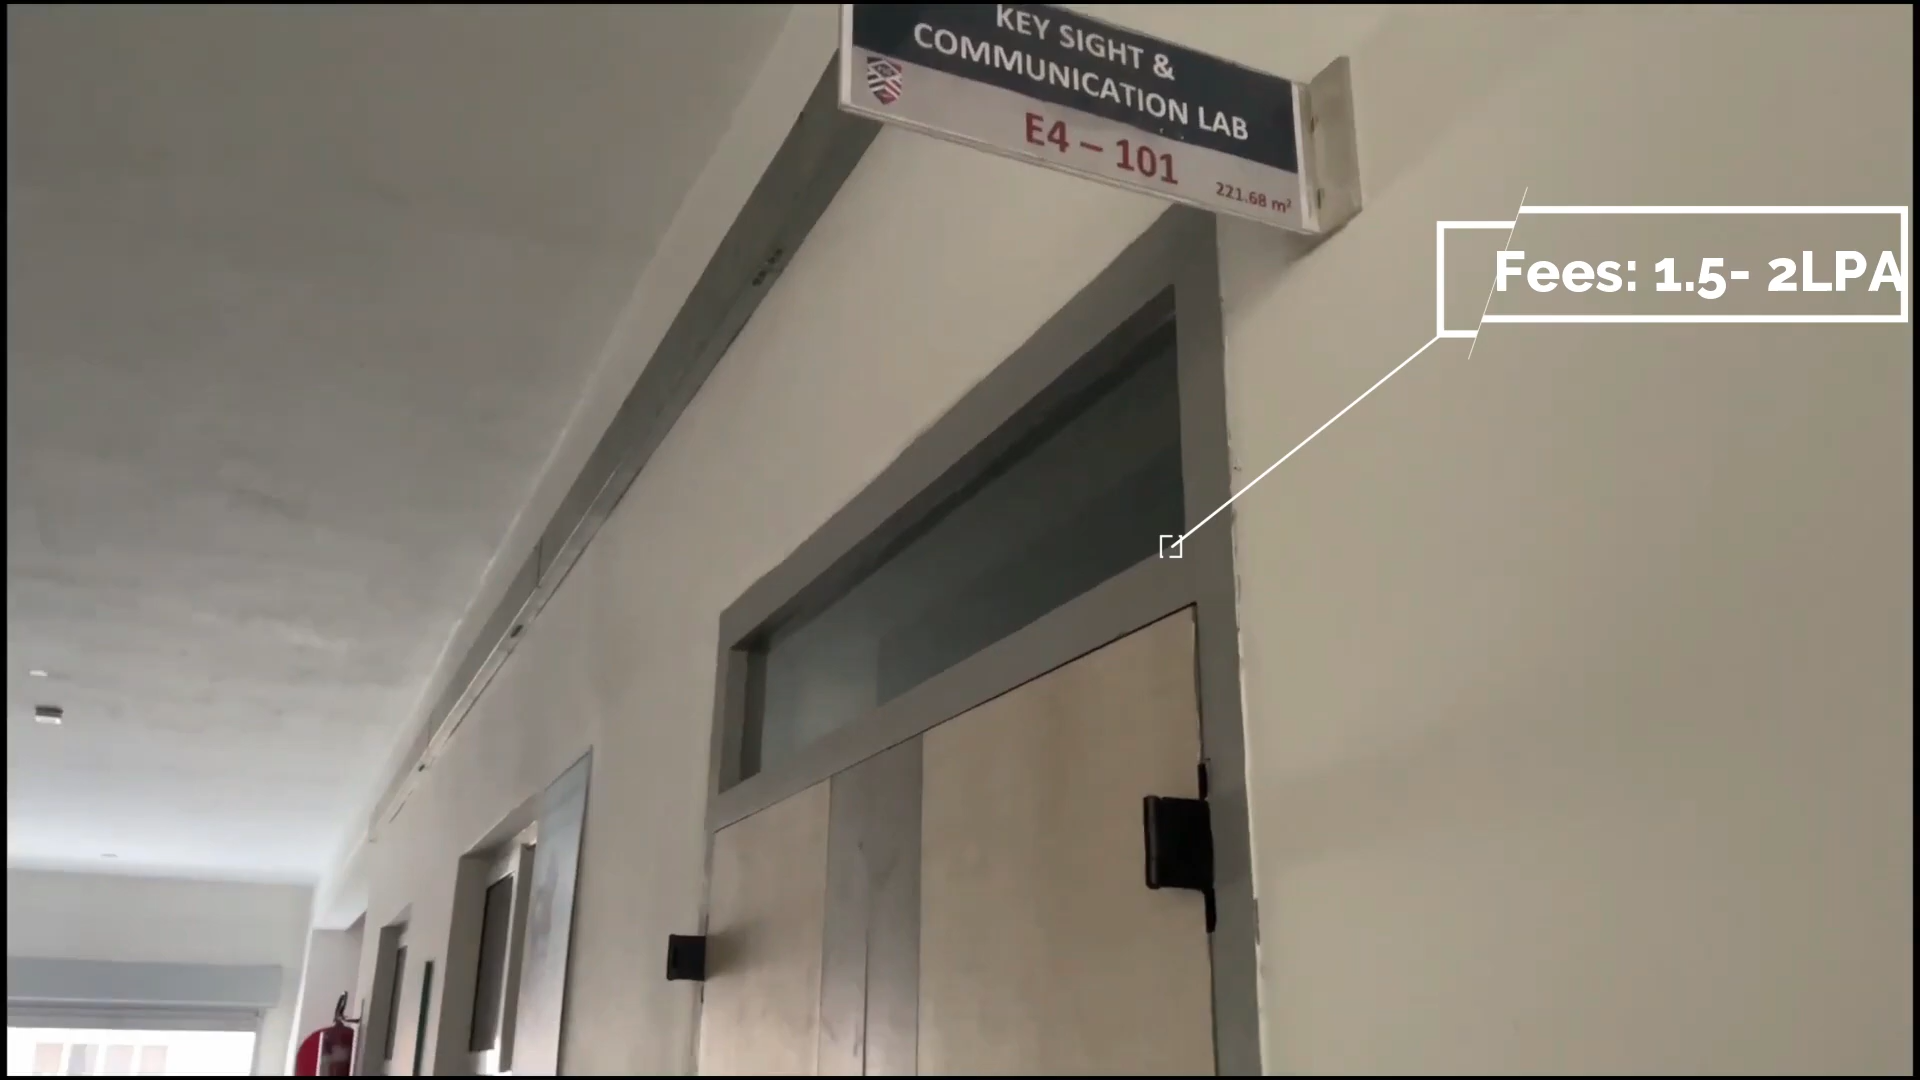 KEY SIGHT &
COMMUNICATION LAB
E4 – 101
221.68 m²
Fees: 1.5- 2LPA